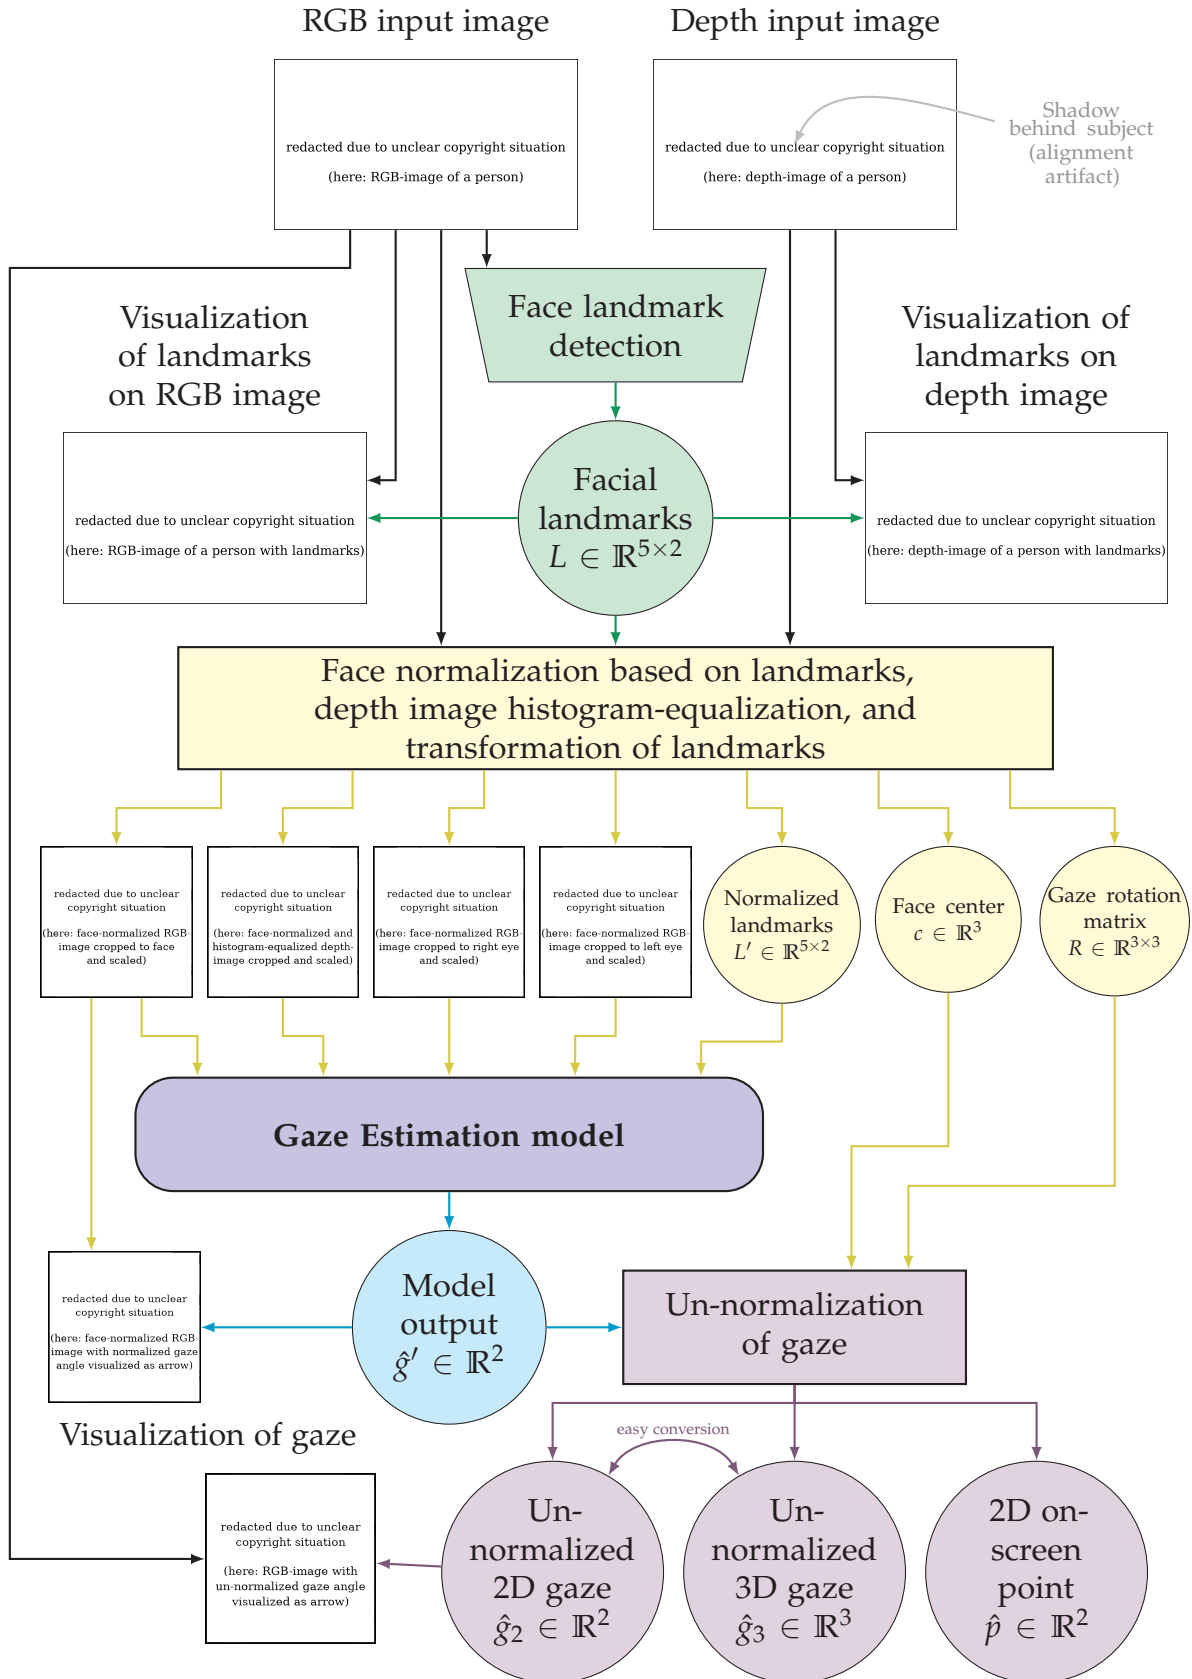 RGB input image
Depth input image
redacted due to unclear copyright situation
(here: RGB-image of a person)
redacted due to unclear copyright situation
(here: depth-image of a person)
Shadow
behind subject
(alignment
artifact)
Face landmark
detection
Visualization
of landmarks
on RGB image
Visualization of
landmarks on
depth image
redacted due to unclear copyright situation
(here: RGB-image of a person with landmarks)
Facial
landmarks
L ∈ ℝ^{5×2}
redacted due to unclear copyright situation
(here: depth-image of a person with landmarks)
Face normalization based on landmarks,
depth image histogram-equalization, and
transformation of landmarks
redacted due to unclear
copyright situation
(here: face-normalized RGB-
image cropped to face
and scaled)
redacted due to unclear
copyright situation
(here: face-normalized and
histogram-equalized depth-
image cropped and scaled)
redacted due to unclear
copyright situation
(here: face-normalized RGB-
image cropped to right eye
and scaled)
redacted due to unclear
copyright situation
(here: face-normalized RGB-
image cropped to left eye
and scaled)
Normalized
landmarks
L′ ∈ ℝ^{5×2}
Face center
c ∈ ℝ³
Gaze rotation
matrix
R ∈ ℝ^{3×3}
Gaze Estimation model
redacted due to unclear
copyright situation
(here: face-normalized RGB-
image with normalized gaze
angle visualized as arrow)
Model
output
ĝ′ ∈ ℝ²
Un-normalization
of gaze
Visualization of gaze
easy conversion
redacted due to unclear
copyright situation
(here: RGB-image with
un-normalized gaze angle
visualized as arrow)
Un-
normalized
2D gaze
ĝ₂ ∈ ℝ²
Un-
normalized
3D gaze
ĝ₃ ∈ ℝ³
2D on-
screen
point
p̂ ∈ ℝ²